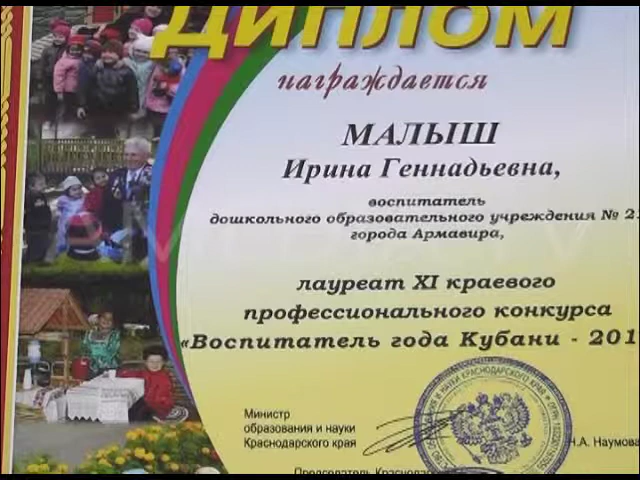 ДИПЛОМ
награждается
МАЛЫШ
Ирина Геннадьевна,
воспитатель
дошкольного образовательного учреждения № 2
города Армавира,
лауреат XI краевого
профессионального конкурса
«Воспитатель года Кубани - 201
Министр
образования и науки
Краснодарского края
Н.А. Наумова
Председатель